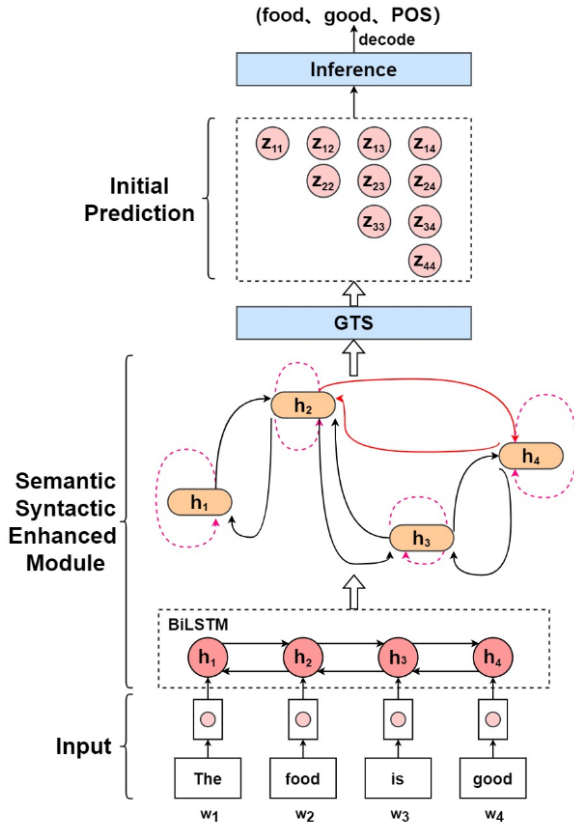 (food、good、POS)
decode
Inference
z11 z12 z13 z14
z22 z23 z24
z33 z34
z44
Initial
Prediction
GTS
h2
h4
h1
h3
Semantic
Syntactic
Enhanced
Module
BiLSTM
h1 h2 h3 h4
Input
The food is good
w1 w2 w3 w4